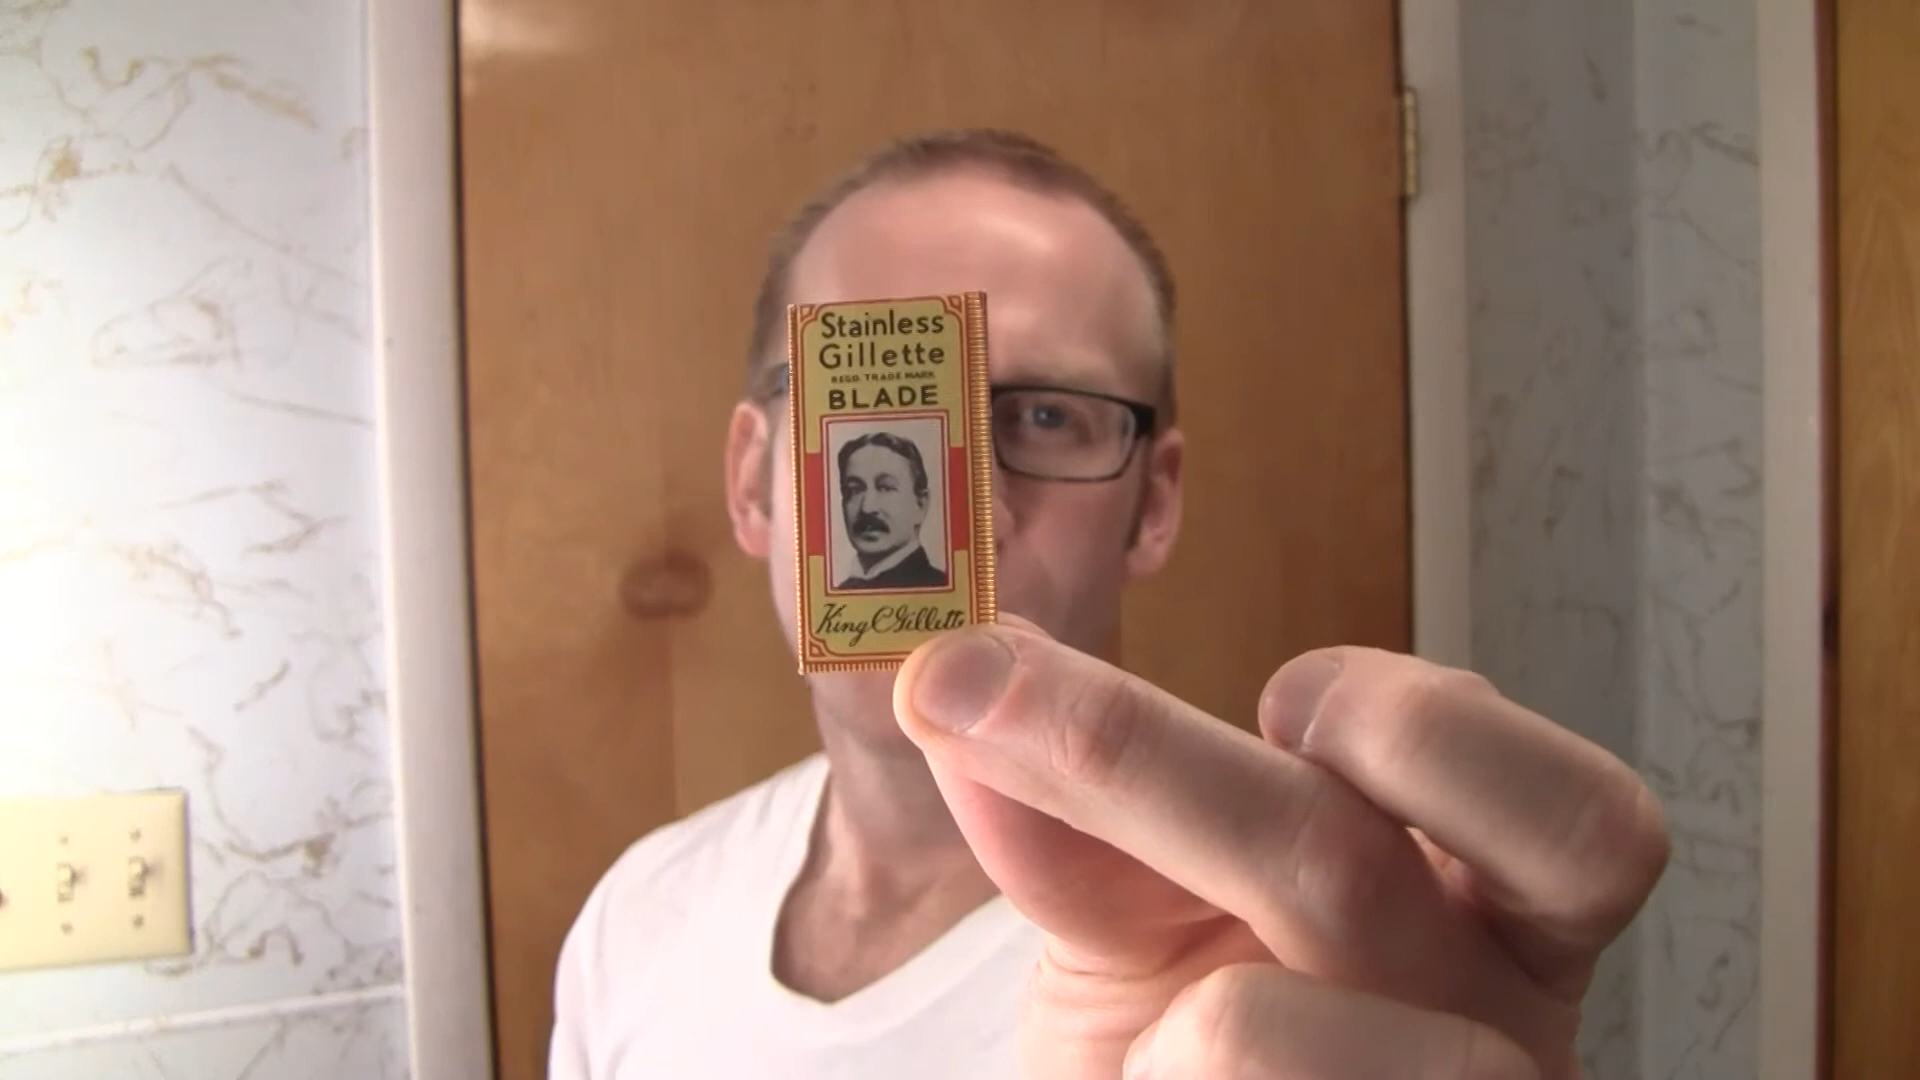 Stainless
Gillette
REGD. TRADE MARK
BLADE
King C Gillette